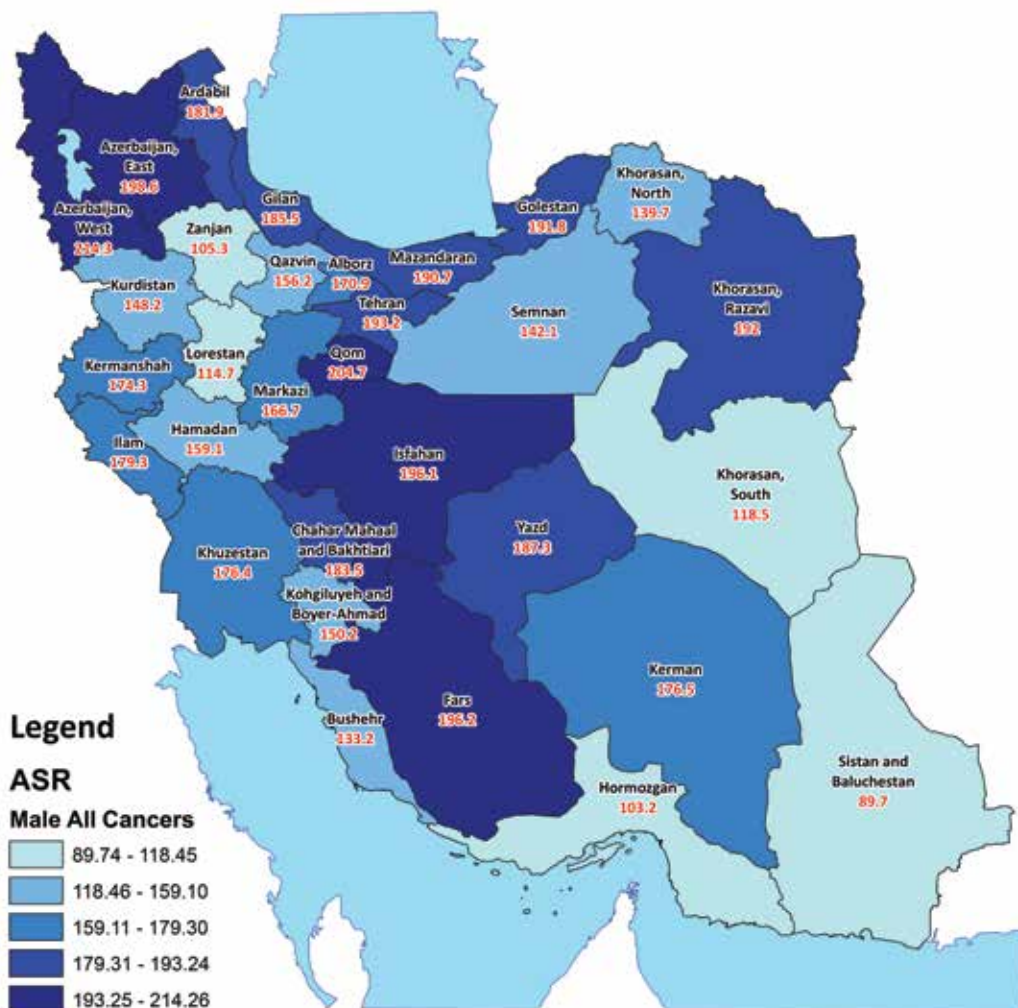 Ardabil
181.9
Azerbaijan,
East
198.6
Azerbaijan,
West
214.3
Gilan
185.5
Zanjan
105.3
Golestan
191.8
Khorasan,
North
139.7
Mazandaran
190.7
Qazvin
156.2
Alborz
170.9
Tehran
193.2
Kurdistan
148.2
Semnan
142.1
Khorasan,
Razavi
192
Kermanshah
174.3
Lorestan
114.7
Qom
204.7
Markazi
166.7
Hamadan
159.1
Ilam
179.3
Isfahan
196.1
Khorasan,
South
118.5
Chahar Mahaal
and Bakhtiari
183.5
Yazd
187.3
Khuzestan
176.4
Kohgiluyeh and
Boyer-Ahmad
150.2
Kerman
176.5
Fars
196.2
Bushehr
133.2
Hormozgan
103.2
Sistan and
Baluchestan
89.7
Legend
ASR
Male All Cancers
89.74 - 118.45
118.46 - 159.10
159.11 - 179.30
179.31 - 193.24
193.25 - 214.26